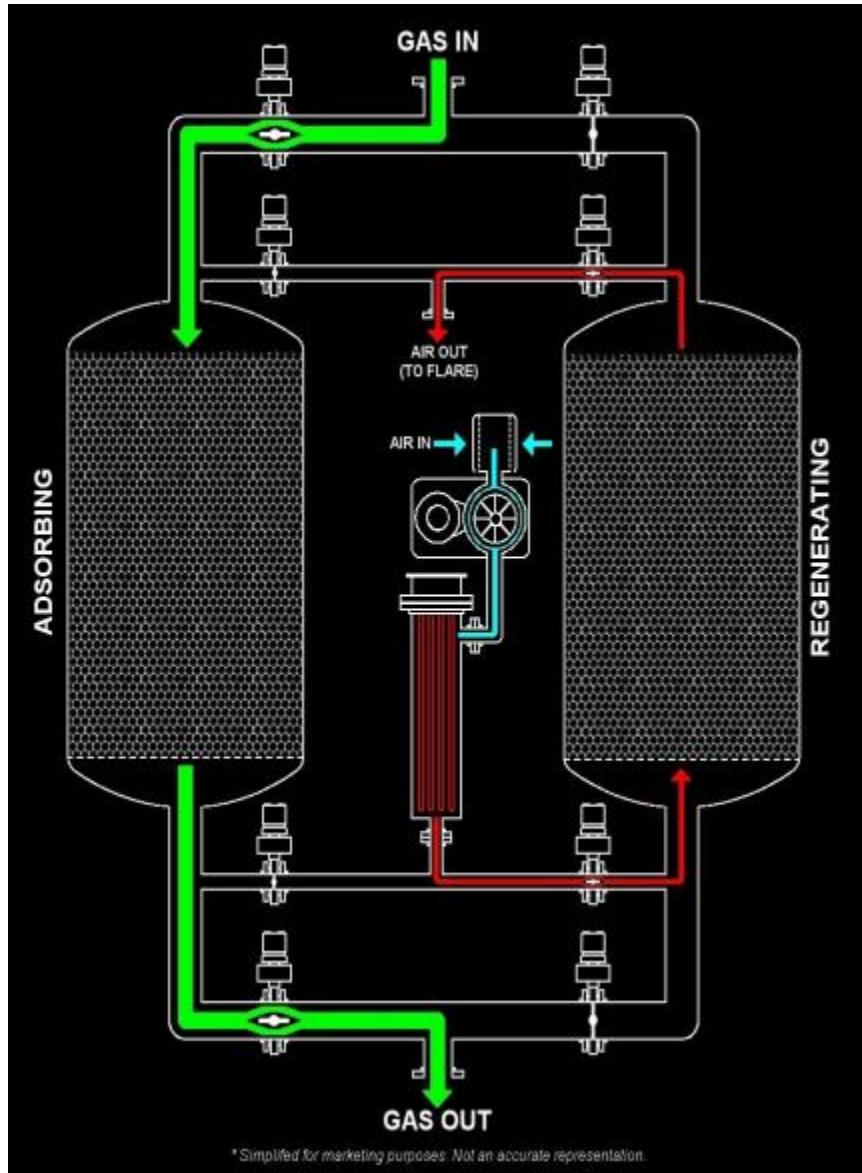 GAS IN
AIR OUT
(TO FLARE)
AIR IN
ADSORBING
REGENERATING
GAS OUT
* Simplifed for marketing purposes. Not an accurate representation.